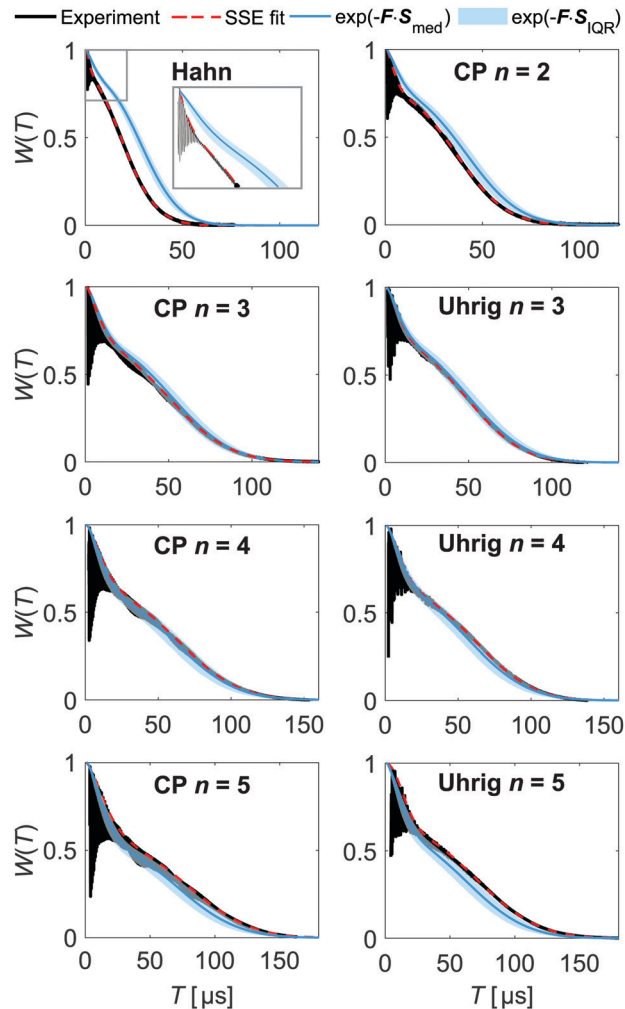 Experiment SSE fit exp(-F·S_med) exp(-F·S_IQR)
Hahn
CP n = 2
W(T)
1
0.5
0
0 50 100
1
0.5
0
0 50 100
CP n = 3
Uhrig n = 3
W(T)
1
0.5
0
0 50 100
1
0.5
0
0 50 100
CP n = 4
Uhrig n = 4
W(T)
1
0.5
0
0 50 100 150
1
0.5
0
0 50 100 150
CP n = 5
Uhrig n = 5
W(T)
1
0.5
0
0 50 100 150
1
0.5
0
0 50 100 150
T [µs]
T [µs]